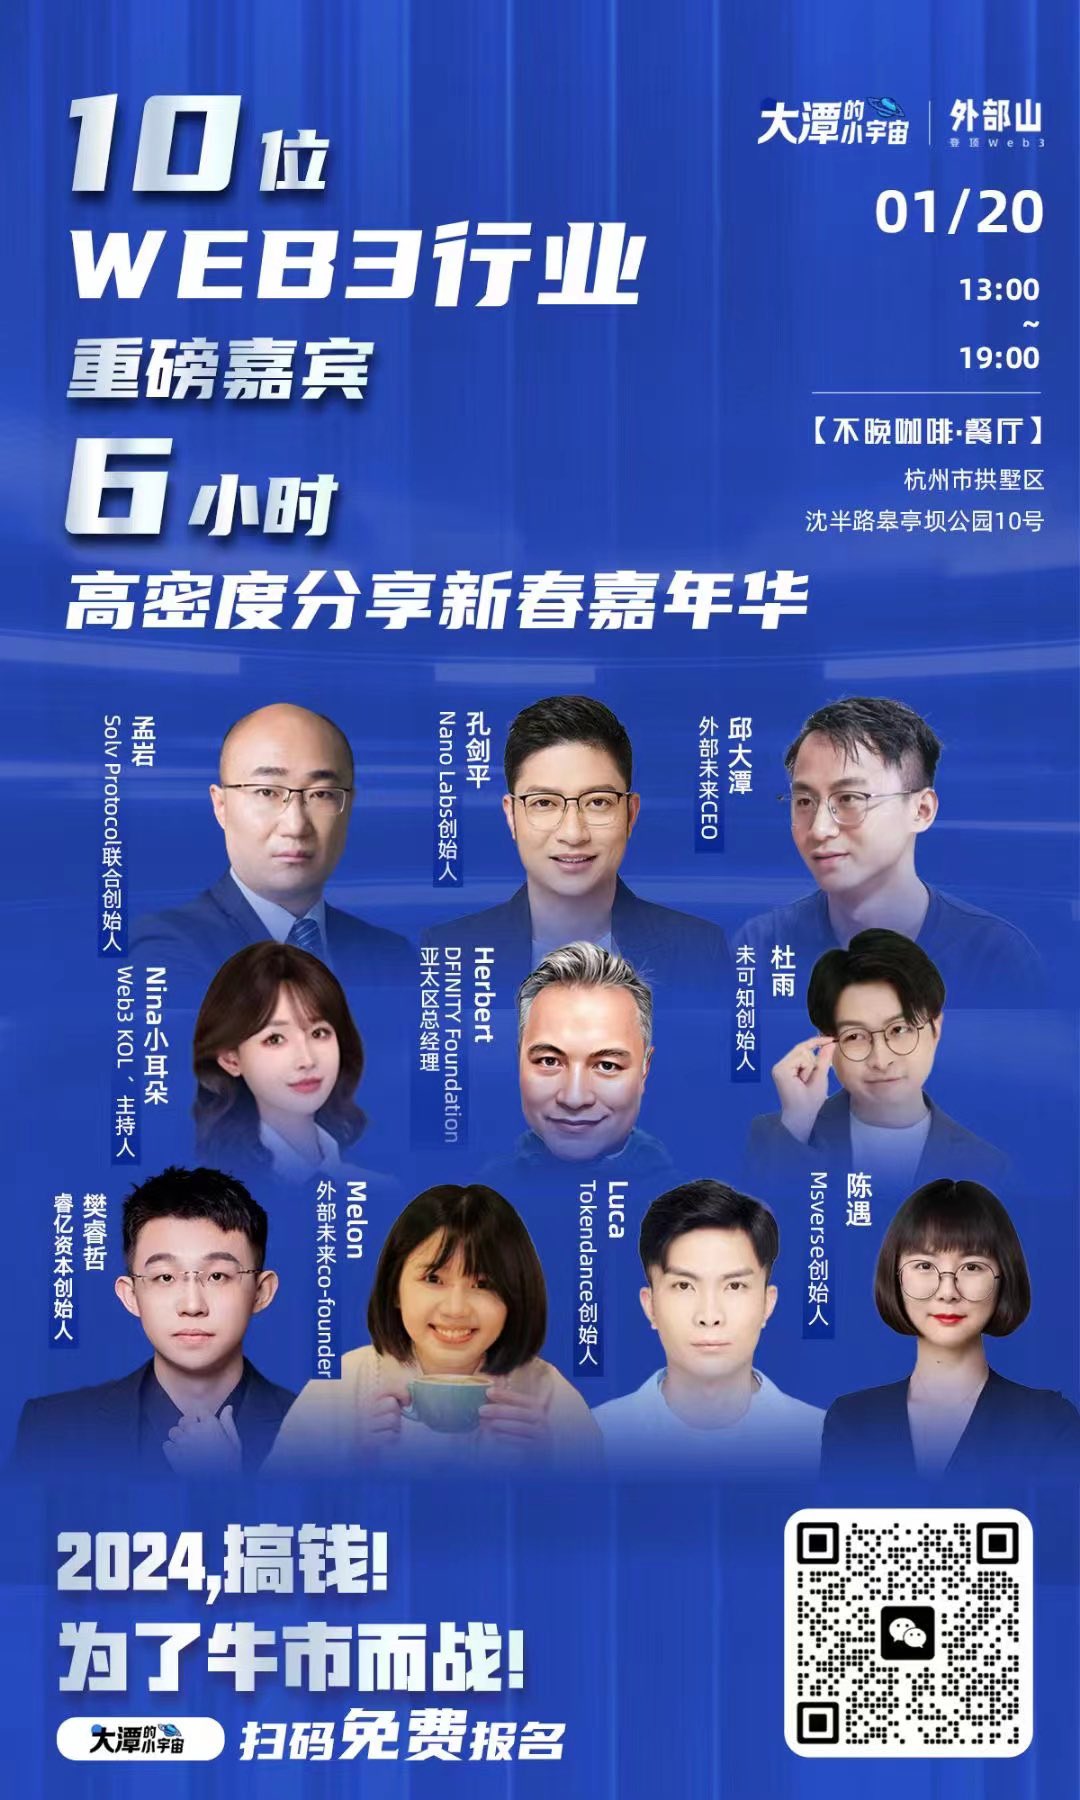 10位
WEB3行业
重磅嘉宾
6小时
高密度分享新春嘉年华
大潭的小宇宙
外部山
登顶Web3
01/20
13:00
~
19:00
【不晚咖啡·餐厅】
杭州市拱墅区
沈半路皋亭坝公园10号
孟岩
Solv Protocol联合创始人
孔剑平
Nano Labs创始人
邱大潭
外部未来CEO
Nina小耳朵
Web3 KOL、主持人
Herbert
DFINITY Foundation
亚太区总经理
杜雨
未可知创始人
樊睿哲
睿亿资本创始人
Melon
外部未来co-founder
Luca
Tokendance创始人
陈遇
Msverse创始人
2024,搞钱!
为了牛市而战!
大潭的小宇宙
扫码免费报名